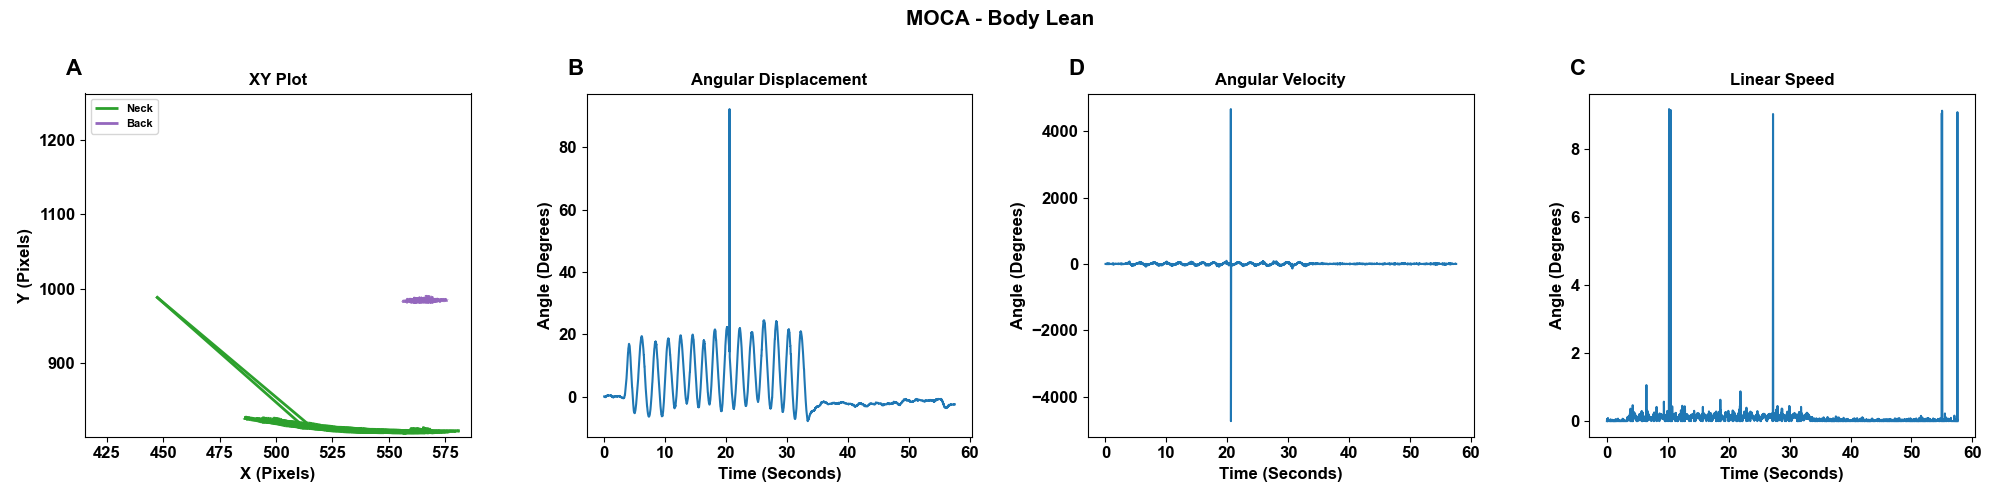 MOCA - Body Lean
A
XY Plot
Neck
Back
1200
1100
1000
900
425 450 475 500 525 550 575
Y (Pixels)
X (Pixels)
B
Angular Displacement
80
60
40
20
0
0 10 20 30 40 50 60
Angle (Degrees)
Time (Seconds)
D
Angular Velocity
4000
2000
0
−2000
−4000
0 10 20 30 40 50 60
Angle (Degrees)
Time (Seconds)
C
Linear Speed
8
6
4
2
0
0 10 20 30 40 50 60
Angle (Degrees)
Time (Seconds)